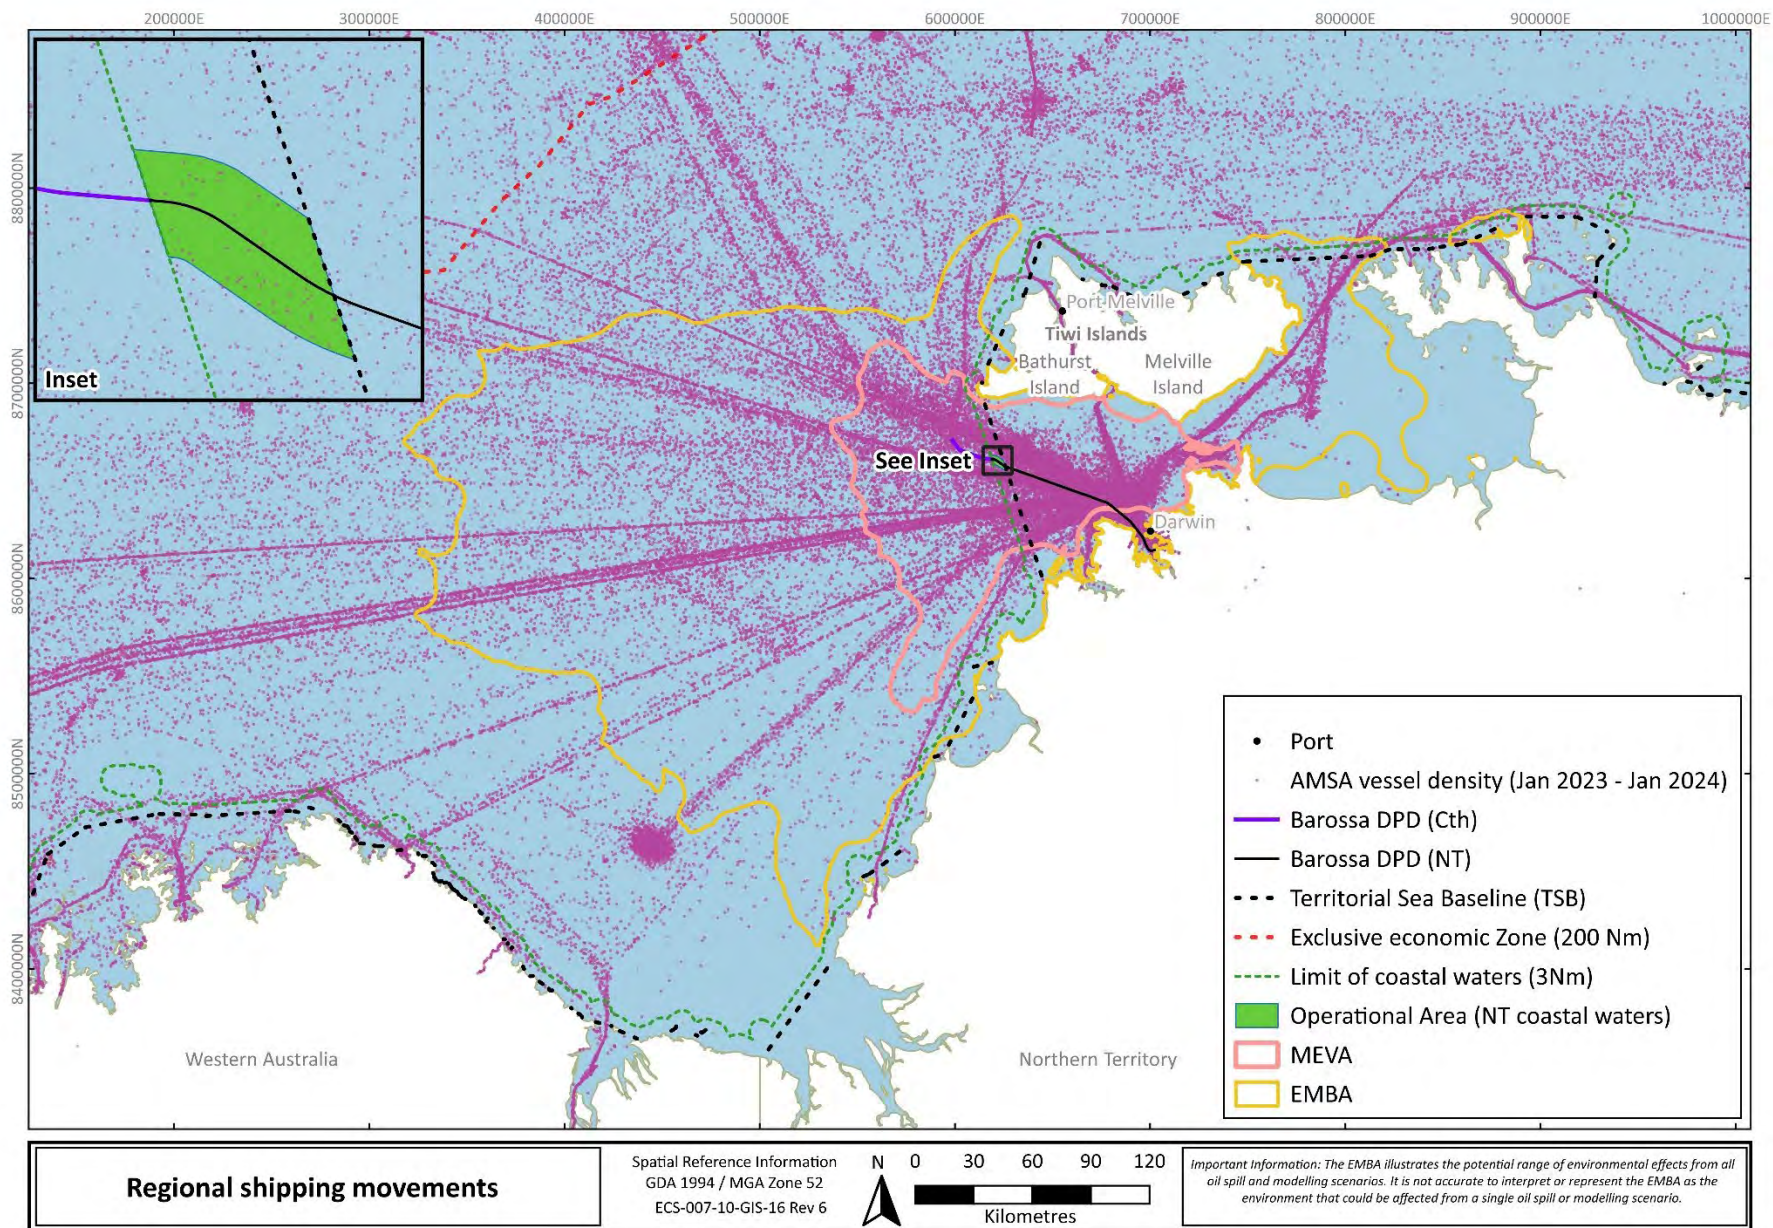 200000E 300000E 400000E 500000E 600000E 700000E 800000E 900000E 1000000E
8800000N
8700000N
8600000N
8500000N
8400000N
Inset
See Inset
Port Melville
Tiwi Islands
Bathurst
Island
Melville
Island
Darwin
Western Australia
Northern Territory
Port
AMSA vessel density (Jan 2023 - Jan 2024)
Barossa DPD (Cth)
Barossa DPD (NT)
Territorial Sea Baseline (TSB)
Exclusive economic Zone (200 Nm)
Limit of coastal waters (3Nm)
Operational Area (NT coastal waters)
MEVA
EMBA
Regional shipping movements
Spatial Reference Information
GDA 1994 / MGA Zone 52
ECS-007-10-GIS-16 Rev 6
N
0 30 60 90 120
Kilometres
Important Information: The EMBA illustrates the potential range of environmental effects from all
oil spill and modelling scenarios. It is not accurate to interpret or represent the EMBA as the
environment that could be affected from a single oil spill or modelling scenario.